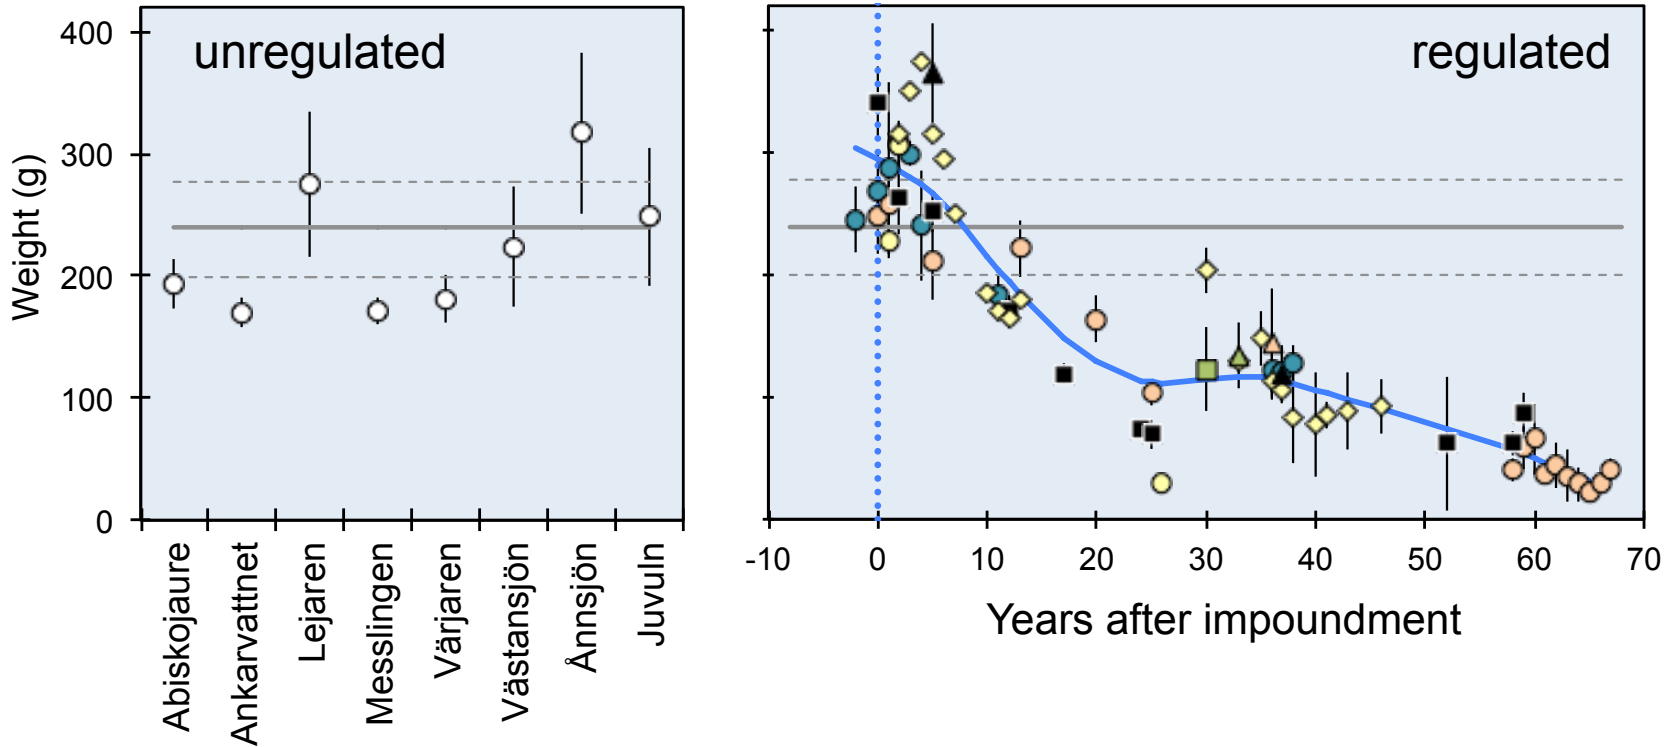 unregulated
regulated
Weight (g)
400
300
200
100
0
Abiskojaure
Ankarvattnet
Lejaren
Messlingen
Värjaren
Västansjön
Ånnsjön
Juvuln
-10 0 10 20 30 40 50 60 70
Years after impoundment